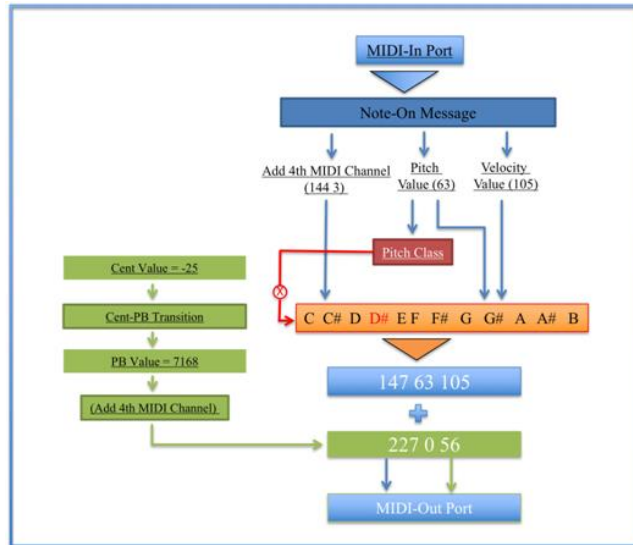 MIDI-In Port
Note-On Message
Add 4th MIDI Channel
(144 3)
Pitch
Value (63)
Velocity
Value (105)
Pitch Class
Cent Value = -25
X
C C# D D# E F F# G G# A A# B
Cent-PB Transition
PB Value = 7168
147 63 105
(Add 4th MIDI Channel)
227 0 56
MIDI-Out Port